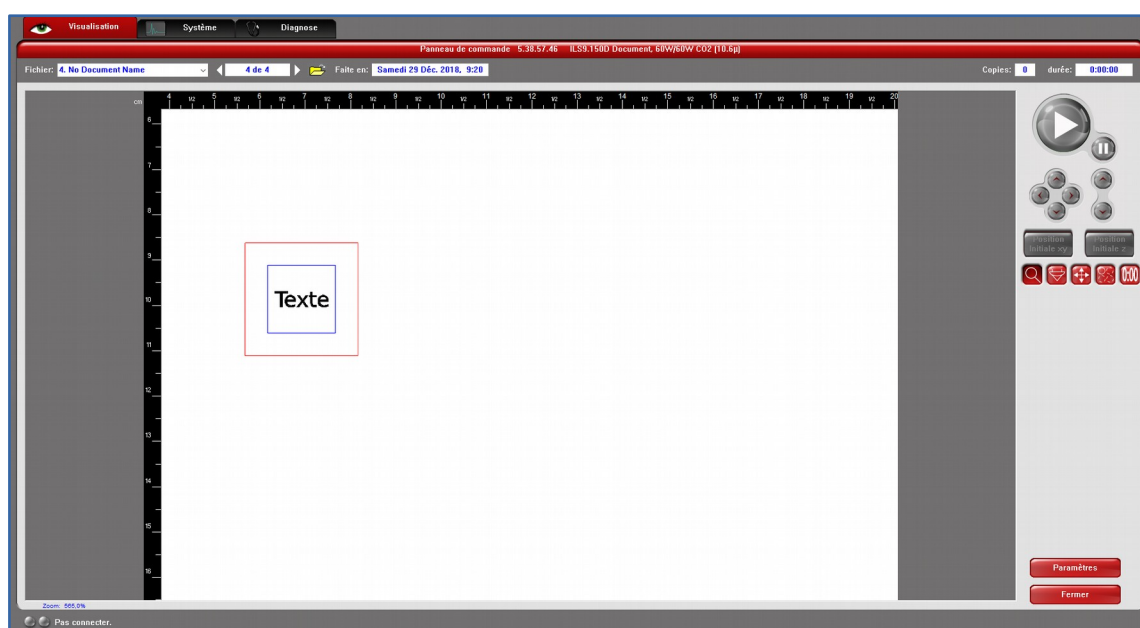 Visualisation Système Diagnose
Panneau de commande 5.38.57.46 ILS9.150D Document, 60W/60W CO2 [10.6µ]
Fichier: 4. No Document Name 4 de 4 Faite en: Samedi 29 Déc. 2018, 9:20 Copies: 0 durée: 0:00:00
cm 4 1/2 5 1/2 6 1/2 7 1/2 8 1/2 9 1/2 10 1/2 11 1/2 12 1/2 13 1/2 14 1/2 15 1/2 16 1/2 17 1/2 18 1/2 19 1/2 20
6
7
8
Position Initiale xy Position Initiale z
9
1:00
10 Texte
11
12
13
14
15
16
Paramètres
Fermer
Zoom: 565,0%
Pas connecter.